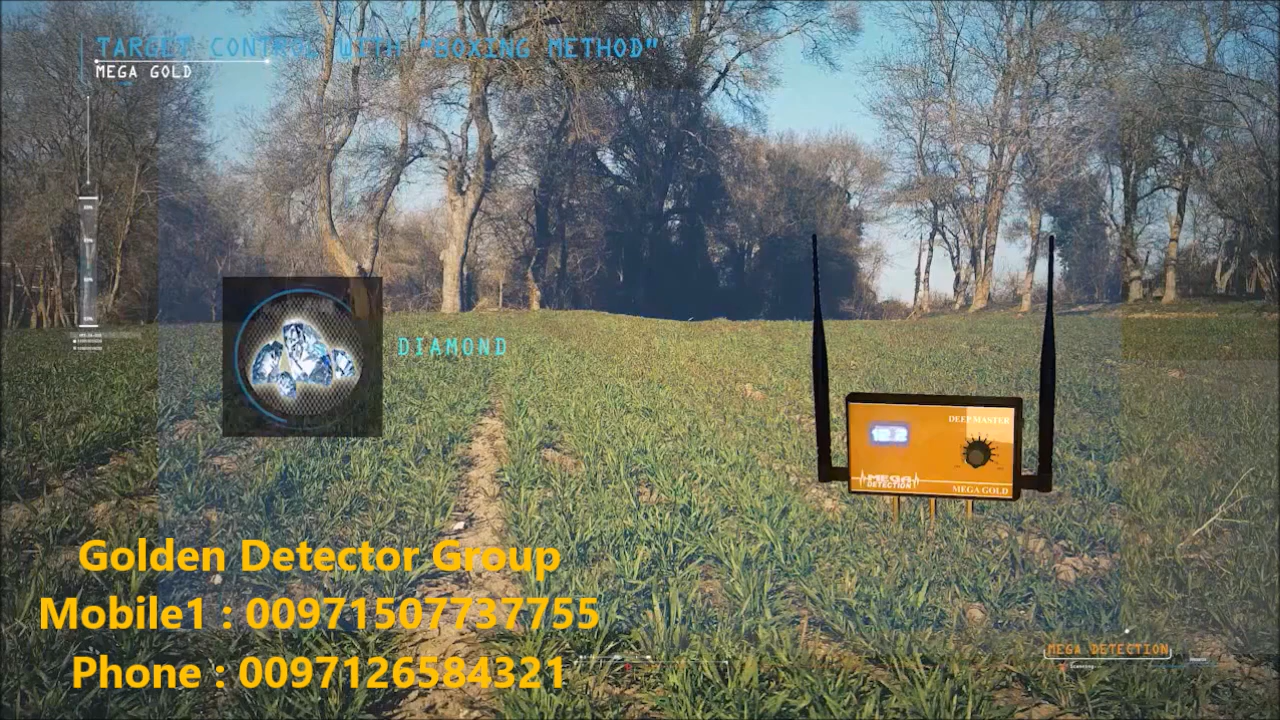 TARGET CONTROL WITH "BOXING METHOD"
MEGA GOLD
DIAMOND
DEEP MASTER
12.2
MEGA
DETECTION
MEGA GOLD
Golden Detector Group
Mobile1 : 00971507737755
Phone : 0097126584321
MEGA DETECTION
Scanning...